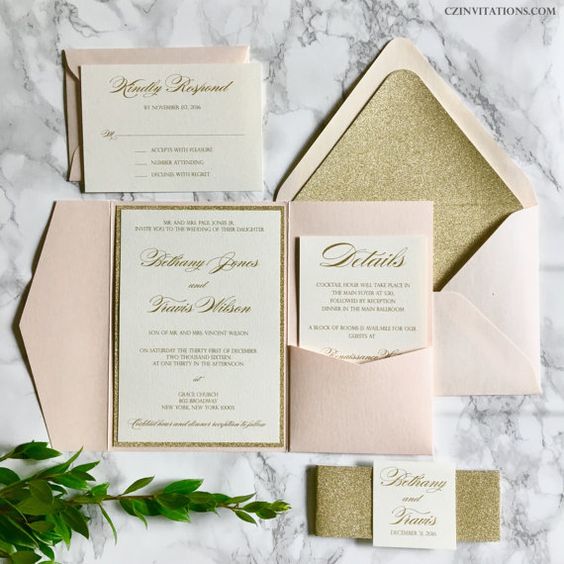 CZINVITATIONS.COM
Kindly Respond
BY NOVEMBER 1ST, 2016
M
ACCEPTS WITH PLEASURE
NUMBER ATTENDING
DECLINES WITH REGRET
MR. AND MRS. PAUL JONES JR.
INVITE YOU TO THE WEDDING OF THEIR DAUGHTER
Bethany Jones
and
Travis Wilson
SON OF MR. AND MRS. VINCENT WILSON
ON SATURDAY THE THIRTY FIRST OF DECEMBER
TWO THOUSAND SIXTEEN
AT THIRTY IN THE AFTERNOON
at
GRACE CHURCH
802 BROADWAY
NEW YORK, NEW YORK 10003
Cocktail hour and dinner reception to follow
Details
COCKTAIL HOUR WILL TAKE PLACE
IN THE MAIN FOYER AT 5:30,
FOLLOWED BY RECEPTION
DINNER IN THE MAIN BALLROOM
A BLOCK OF ROOMS IS AVAILABLE FOR OUR
GUESTS AT
Renaissance
Bethany
and
Travis
DECEMBER 31, 2016